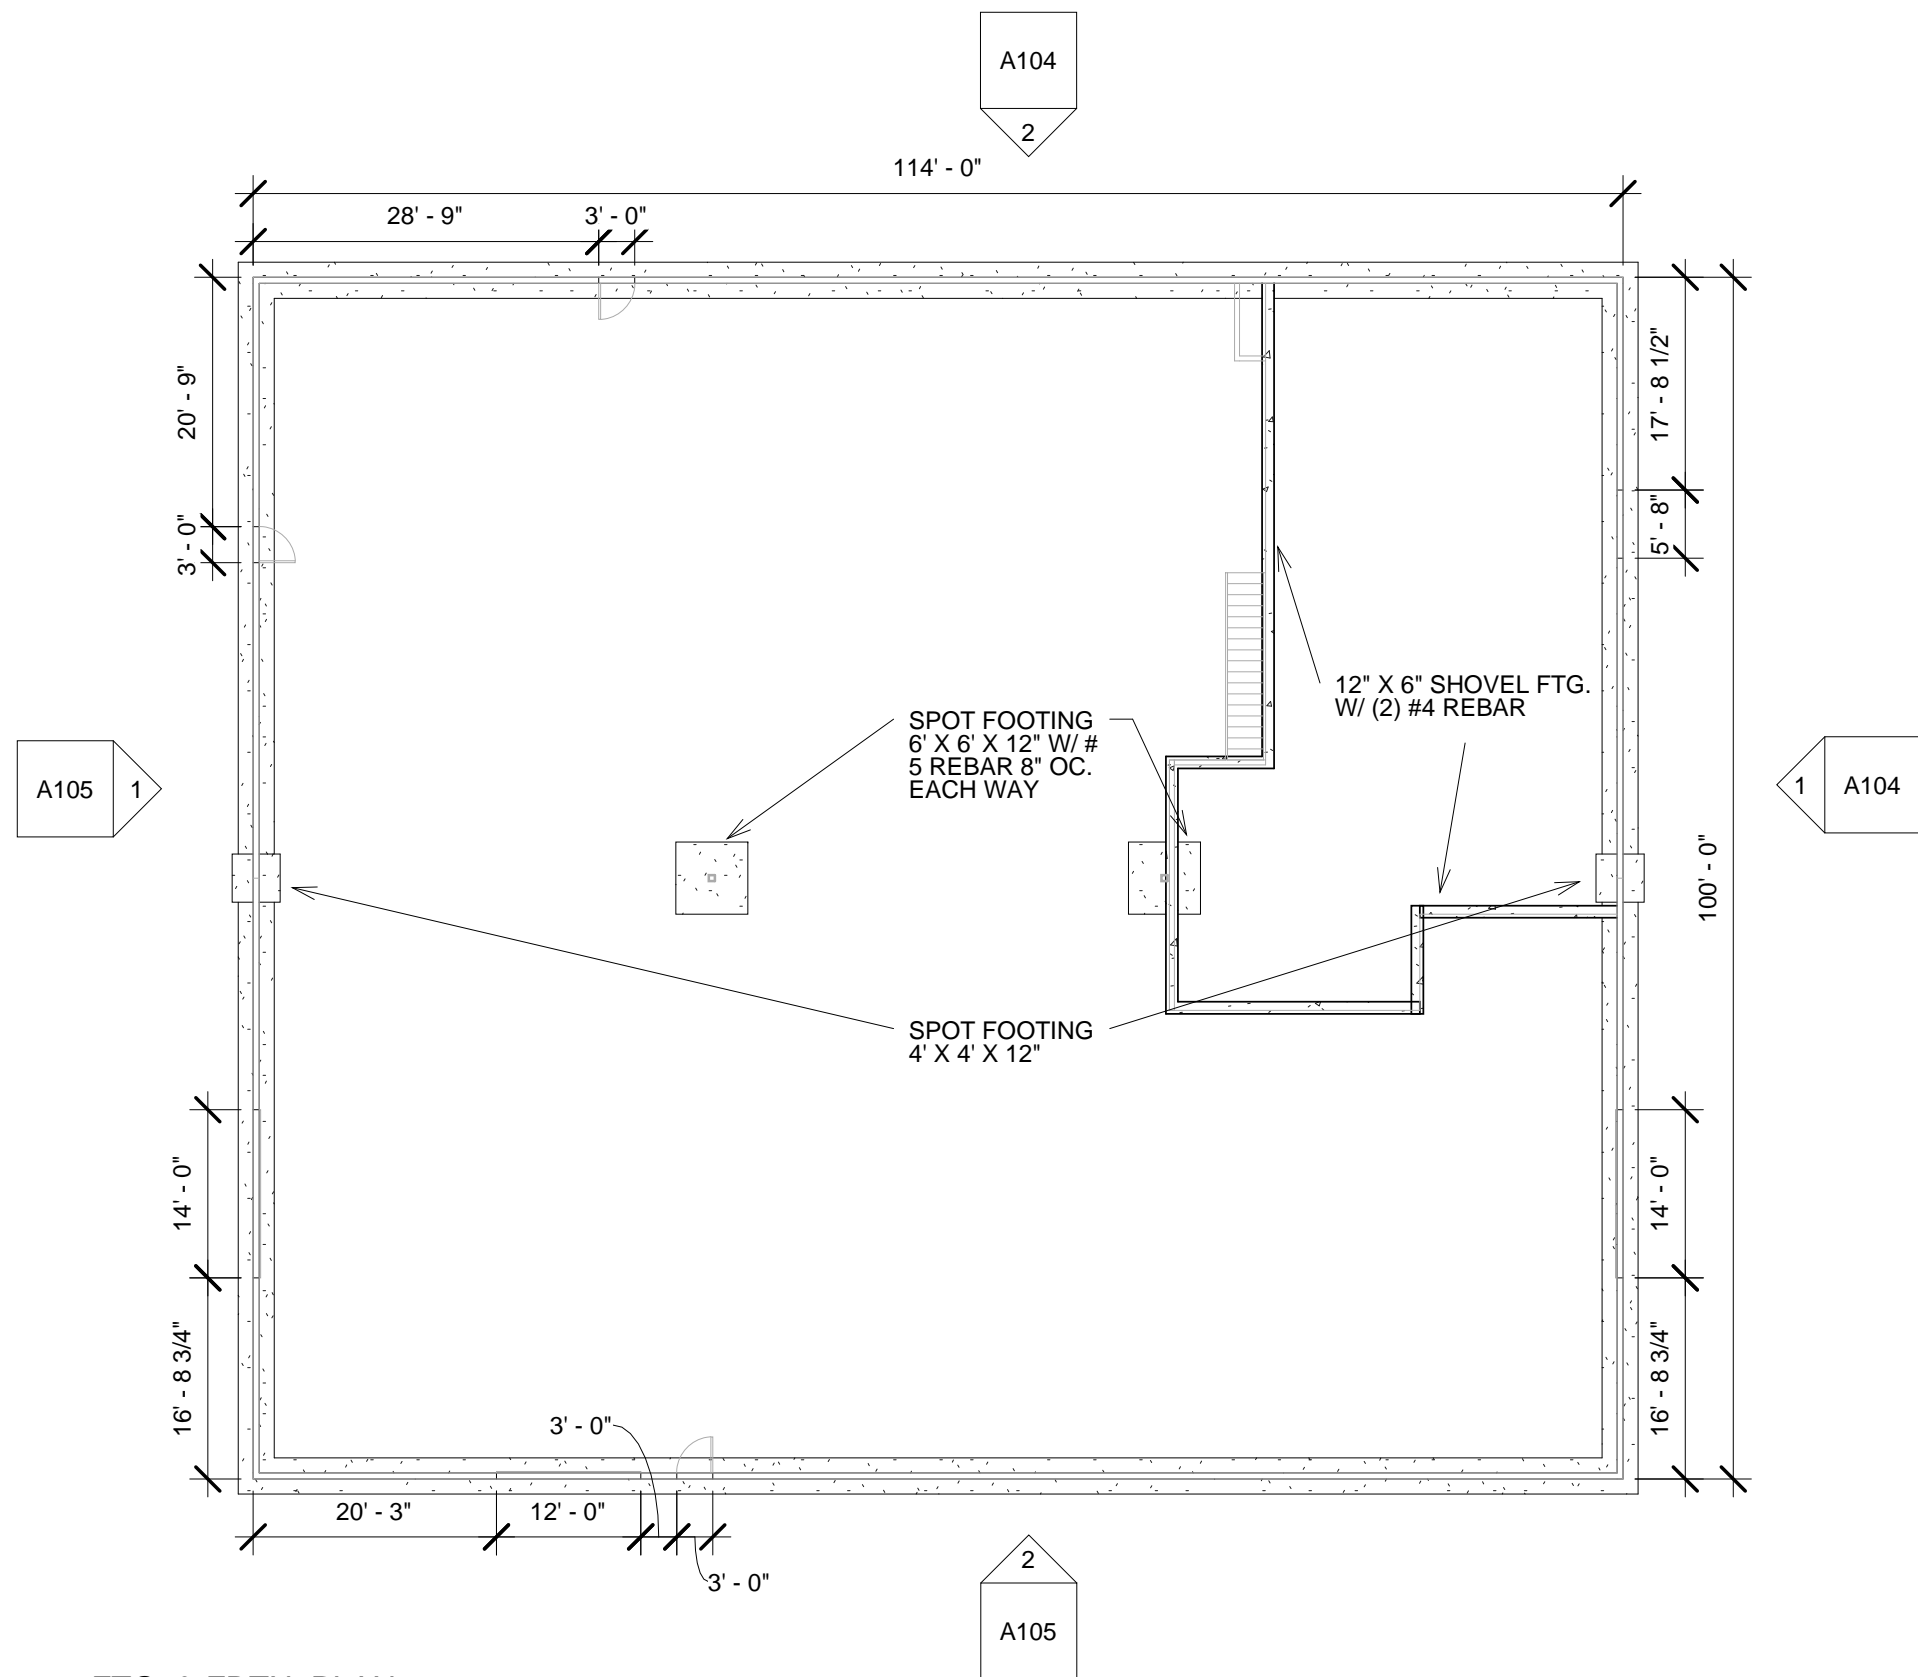 A104
2
114' - 0"
28' - 9"
3' - 0"
20' - 9"
3' - 0"
17' - 8 1/2"
5' - 8"
12" X 6" SHOVEL FTG.
W/ (2) #4 REBAR
SPOT FOOTING
6' X 6' X 12" W/ #
5 REBAR 8" OC.
EACH WAY
A105
1
1
A104
100' - 0"
SPOT FOOTING
4' X 4' X 12"
14' - 0"
14' - 0"
16' - 8 3/4"
16' - 8 3/4"
3' - 0"
20' - 3"
12' - 0"
3' - 0"
2
A105